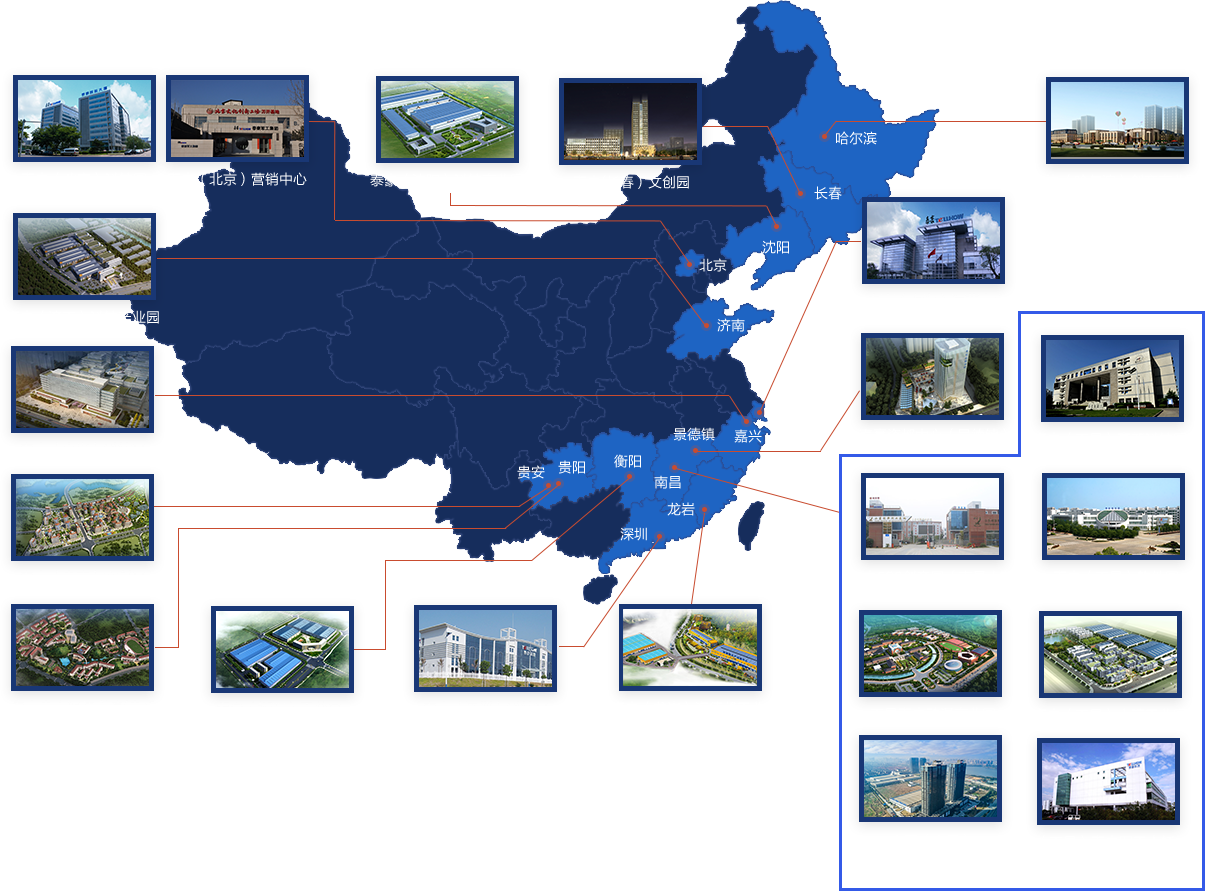 哈尔滨
（北京）营销中心
泰豪
春）文创园
长春
TELLHOW
沈阳
北京
业园
济南
景德镇
嘉兴
衡阳
贵阳
贵安
南昌
龙岩
深圳